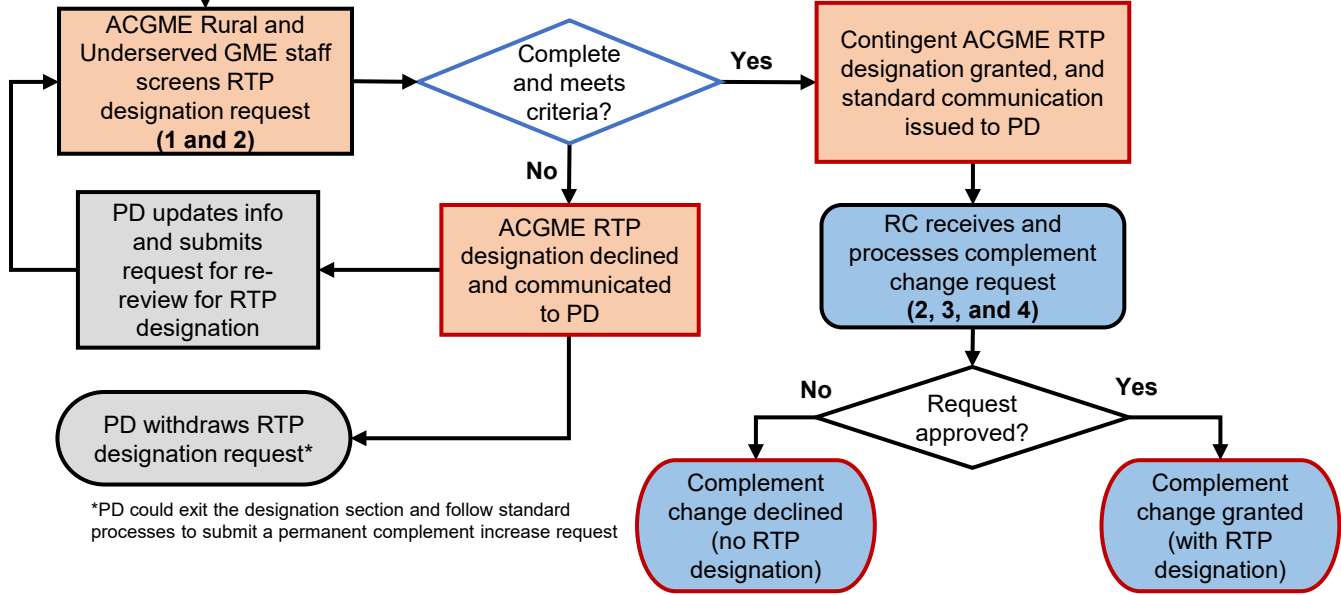 ACGME Rural and
Underserved GME staff
screens RTP
designation request
(1 and 2)
Complete
and meets
criteria?
Yes
Contingent ACGME RTP
designation granted, and
standard communication
issued to PD
No
PD updates info
and submits
request for re-
review for RTP
designation
ACGME RTP
designation declined
and communicated
to PD
RC receives and
processes complement
change request
(2, 3, and 4)
PD withdraws RTP
designation request*
No
Request
approved?
Yes
*PD could exit the designation section and follow standard
processes to submit a permanent complement increase request
Complement
change declined
(no RTP
designation)
Complement
change granted
(with RTP
designation)